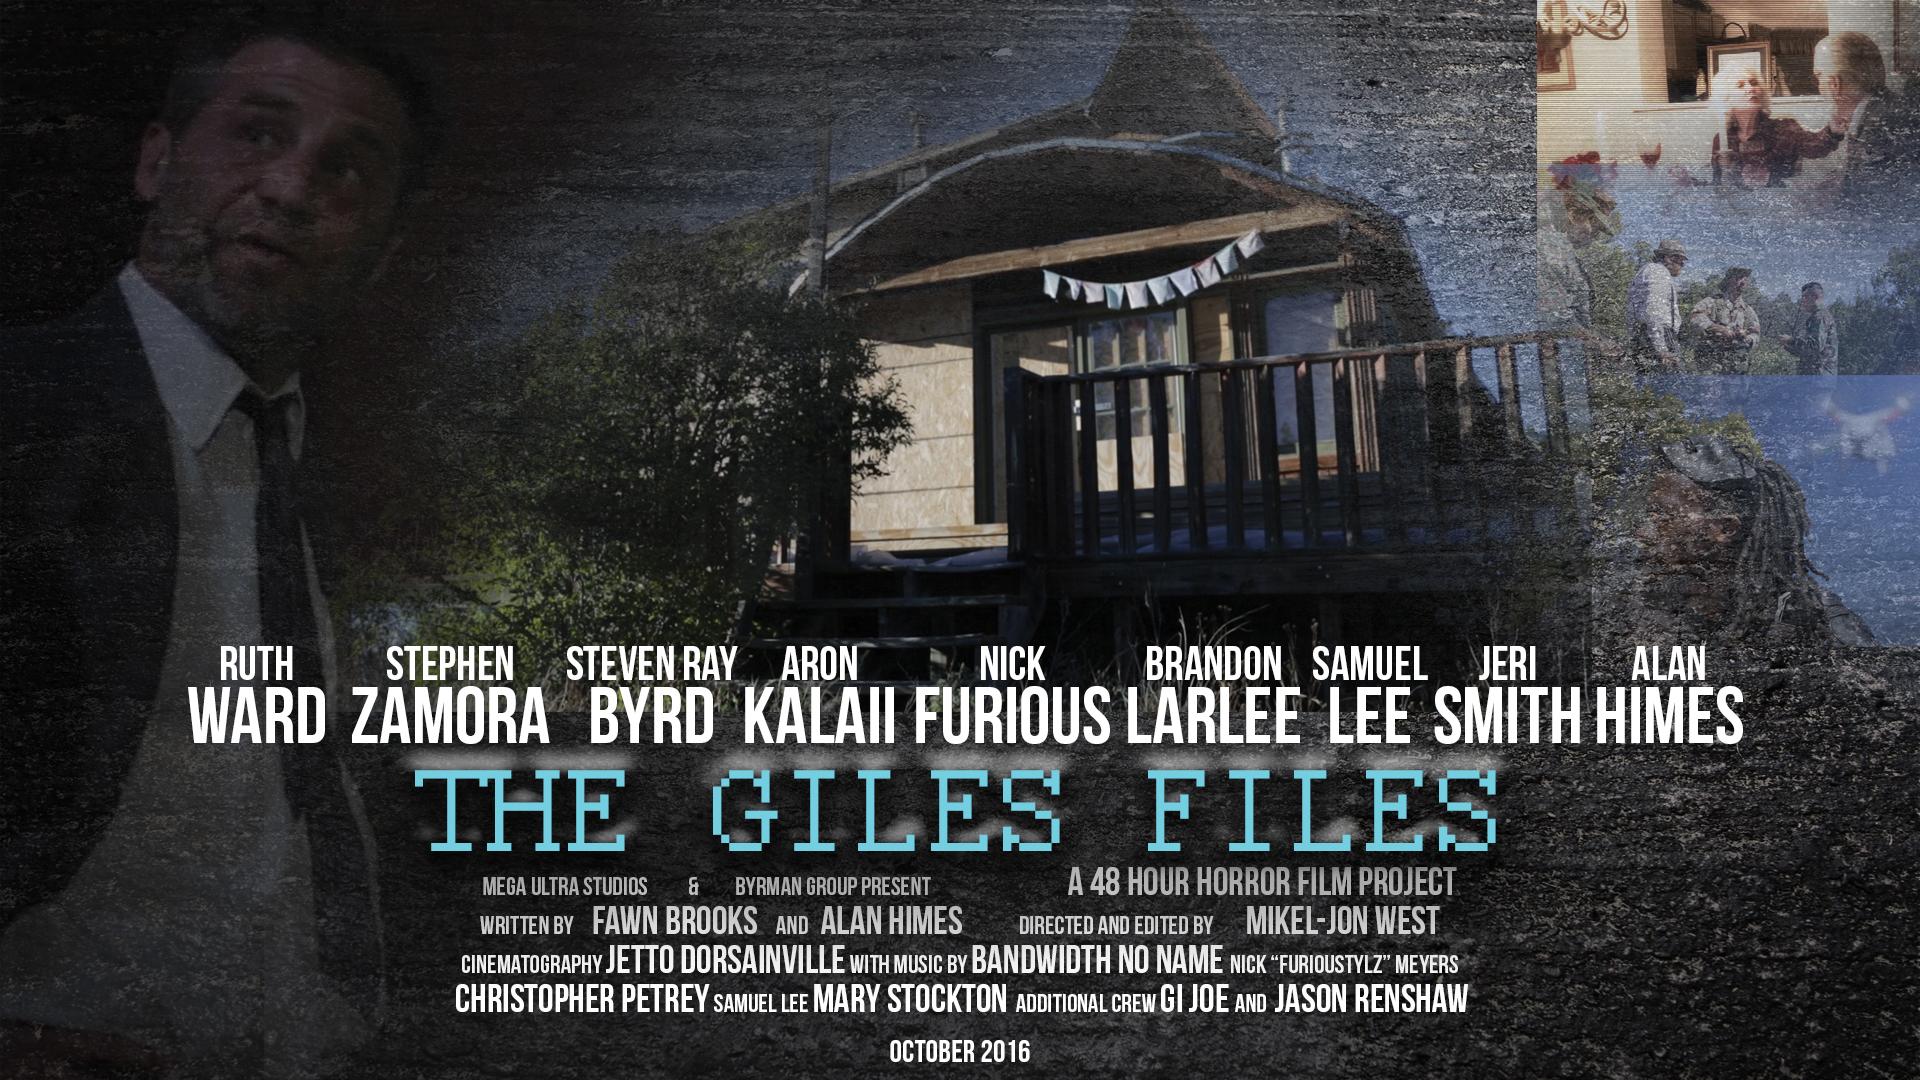 RUTH STEPHEN STEVEN RAY ARON NICK BRANDON SAMUEL JERI ALAN
WARD ZAMORA BYRD KALAII FURIOUS LARLEE LEE SMITH HIMES
THE GILES FILES
MEGA ULTRA STUDIOS & BYRMAN GROUP PRESENT A 48 HOUR HORROR FILM PROJECT
WRITTEN BY FAWN BROOKS AND ALAN HIMES DIRECTED AND EDITED BY MIKEL-JON WEST
CINEMATOGRAPHY JETTO DORSAINVILLE WITH MUSIC BY BANDWIDTH NO NAME NICK “FURIOUSTYLZ” MEYERS
CHRISTOPHER PETREY SAMUEL LEE MARY STOCKTON ADDITIONAL CREW GI JOE AND JASON RENSHAW
OCTOBER 2016